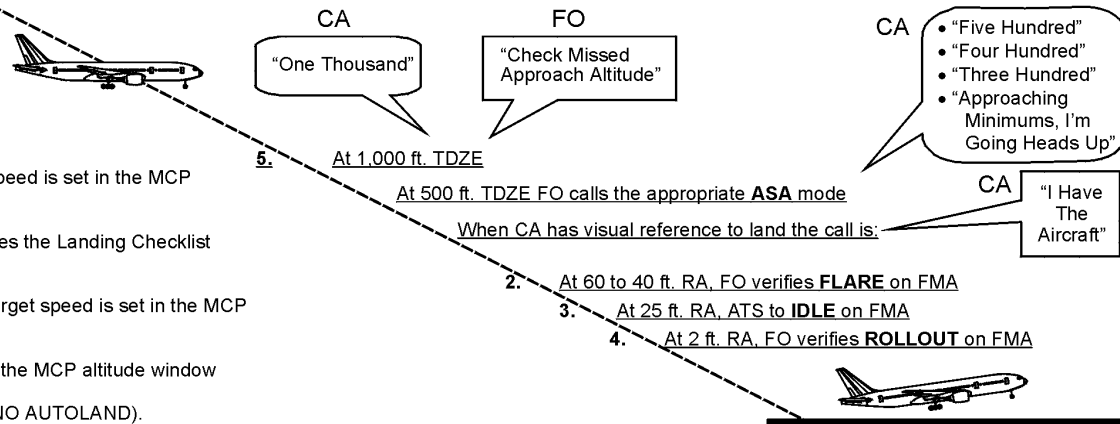 CA
FO
CA
“One Thousand”
“Check Missed
Approach Altitude”
• “Five Hundred”
• “Four Hundred”
• “Three Hundred”
• “Approaching
Minimums, I’m
Going Heads Up”
5. At 1,000 ft. TDZE
peed is set in the MCP
At 500 ft. TDZE FO calls the appropriate ASA mode
CA
“I Have
The
Aircraft”
When CA has visual reference to land the call is:
es the Landing Checklist
2. At 60 to 40 ft. RA, FO verifies FLARE on FMA
arget speed is set in the MCP
3. At 25 ft. RA, ATS to IDLE on FMA
4. At 2 ft. RA, FO verifies ROLLOUT on FMA
the MCP altitude window
NO AUTOLAND).